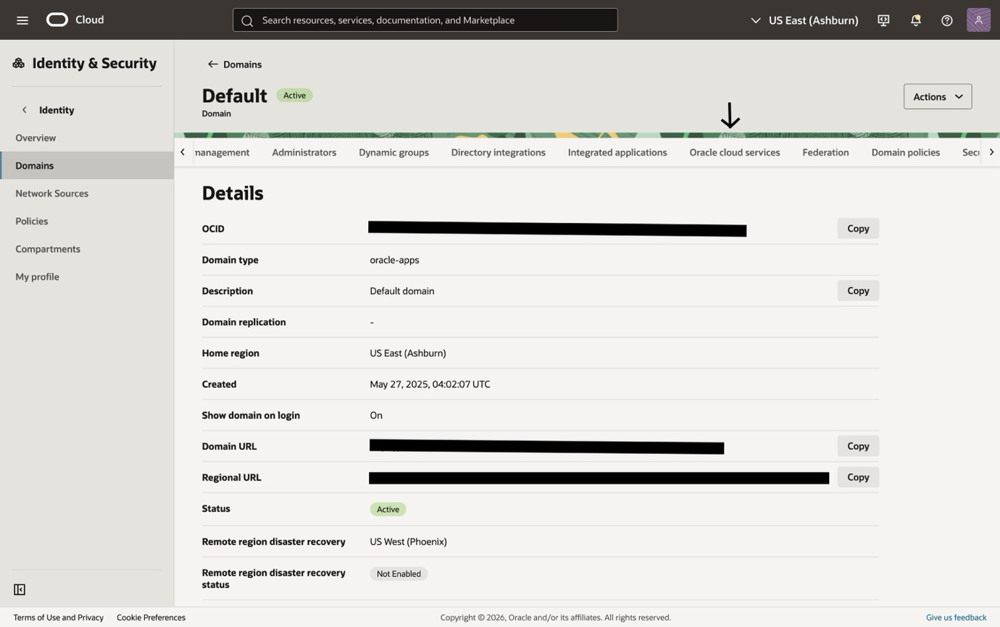 Cloud
Search resources, services, documentation, and Marketplace
US East (Ashburn)
Identity & Security
Identity
Overview
Domains
Network Sources
Policies
Compartments
My profile
Domains
Default
Active
Actions
Domain
nanagement Administrators Dynamic groups Directory integrations Integrated applications Oracle cloud services Federation Domain policies Secu
Details
OCID Copy
Domain type oracle-apps
Description Default domain Copy
Domain replication -
Home region US East (Ashburn)
Created May 27, 2025, 04:02:07 UTC
Show domain on login On
Domain URL Copy
Regional URL Copy
Status Active
Remote region disaster recovery US West (Phoenix)
Remote region disaster recovery Not Enabled
status
Terms of Use and Privacy Cookie Preferences Copyright © 2026, Oracle and/or its affiliates. All rights reserved. Give us feedback